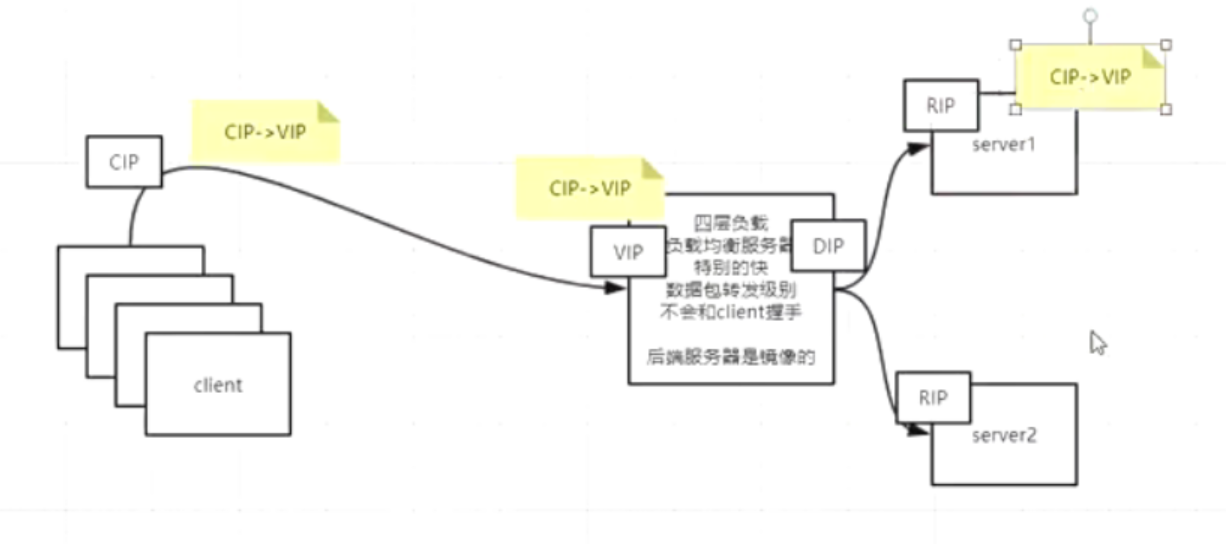 CIP->VIP
CIP
client
CIP->VIP
VIP
四层负载
负载均衡服务器
特别的快
数据包转发级别
不会和client握手
后端服务器是镜像的
DIP
CIP->VIP
RIP
server1
RIP
server2